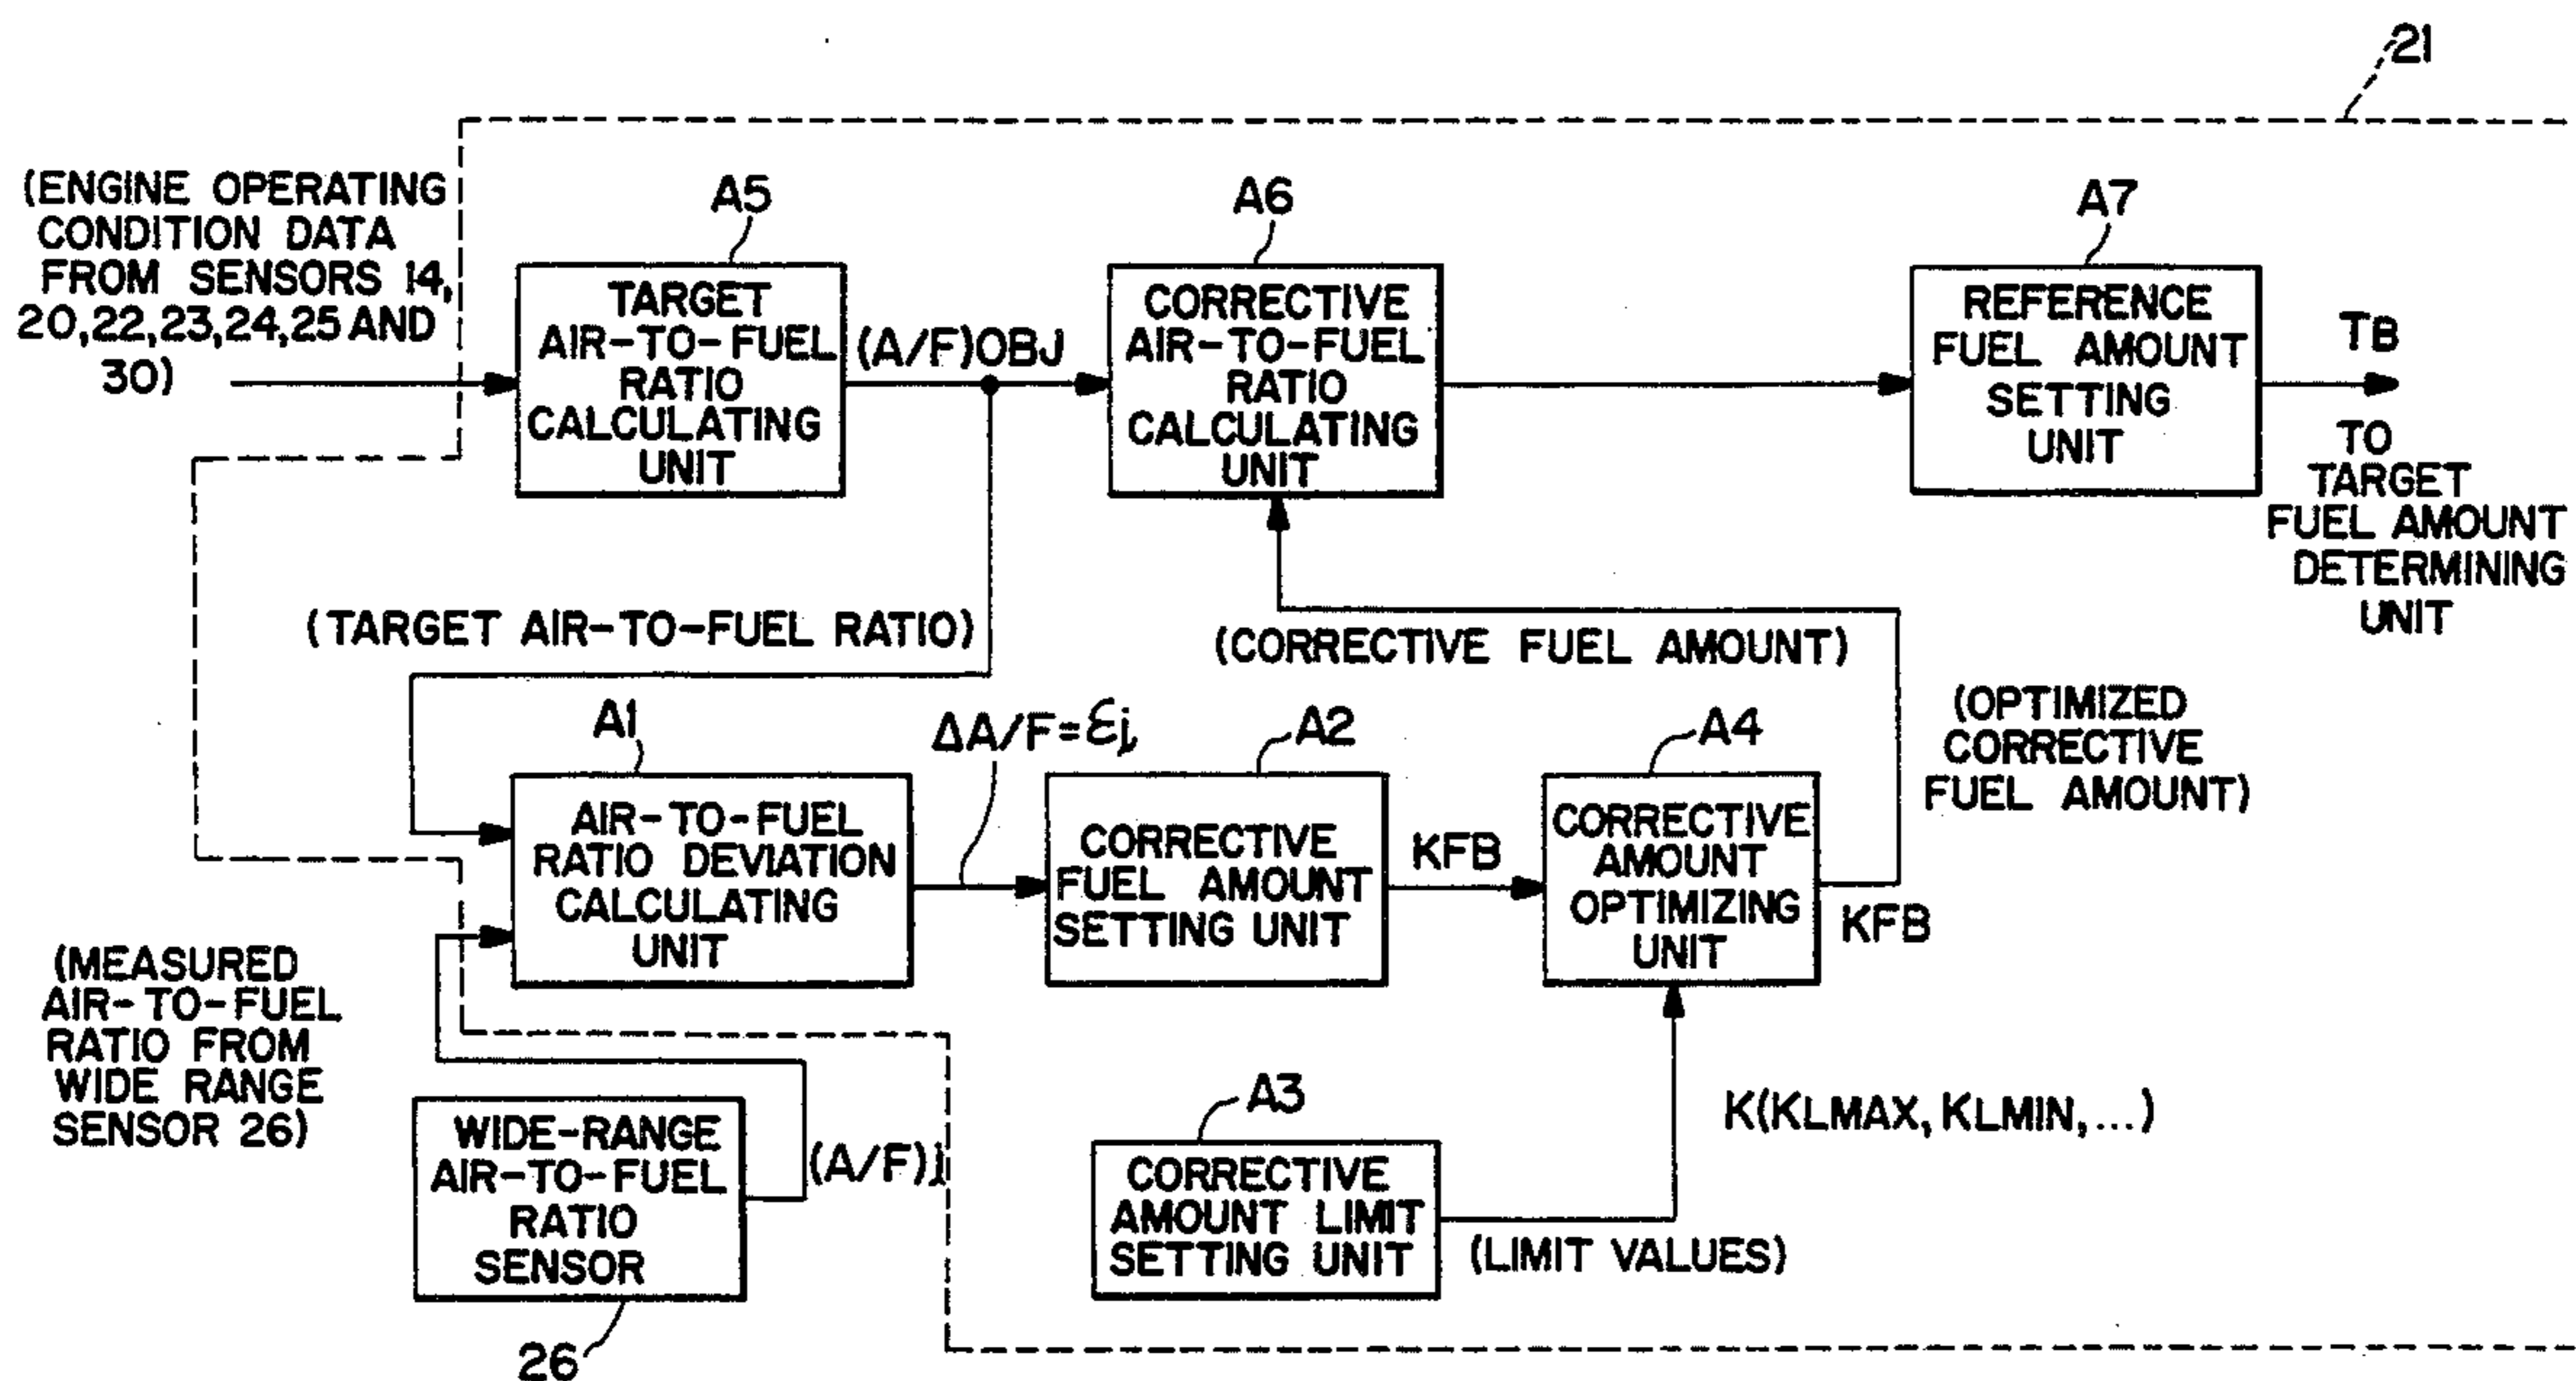 21
(ENGINE OPERATING
CONDITION DATA
FROM SENSORS 14,
20,22,23,24,25 AND
30)
A5
TARGET
AIR-TO-FUEL
RATIO
CALCULATING
UNIT
(A/F)OBJ
A6
CORRECTIVE
AIR-TO-FUEL
RATIO
CALCULATING
UNIT
A7
REFERENCE
FUEL AMOUNT
SETTING
UNIT
TB
TO
TARGET
FUEL AMOUNT
DETERMINING
UNIT
(TARGET AIR-TO-FUEL RATIO)
(CORRECTIVE FUEL AMOUNT)
(OPTIMIZED
CORRECTIVE
FUEL AMOUNT)
A1
AIR-TO-FUEL
RATIO DEVIATION
CALCULATING
UNIT
ΔA/F=εi
A2
CORRECTIVE
FUEL AMOUNT
SETTING UNIT
KFB
A4
CORRECTIVE
AMOUNT
OPTIMIZING
UNIT
KFB
(MEASURED
AIR-TO-FUEL
RATIO FROM
WIDE RANGE
SENSOR 26)
WIDE-RANGE
AIR-TO-FUEL
RATIO
SENSOR
26
(A/F)i
A3
CORRECTIVE
AMOUNT LIMIT
SETTING UNIT
(LIMIT VALUES)
K(KLMAX, KLMIN, ...)